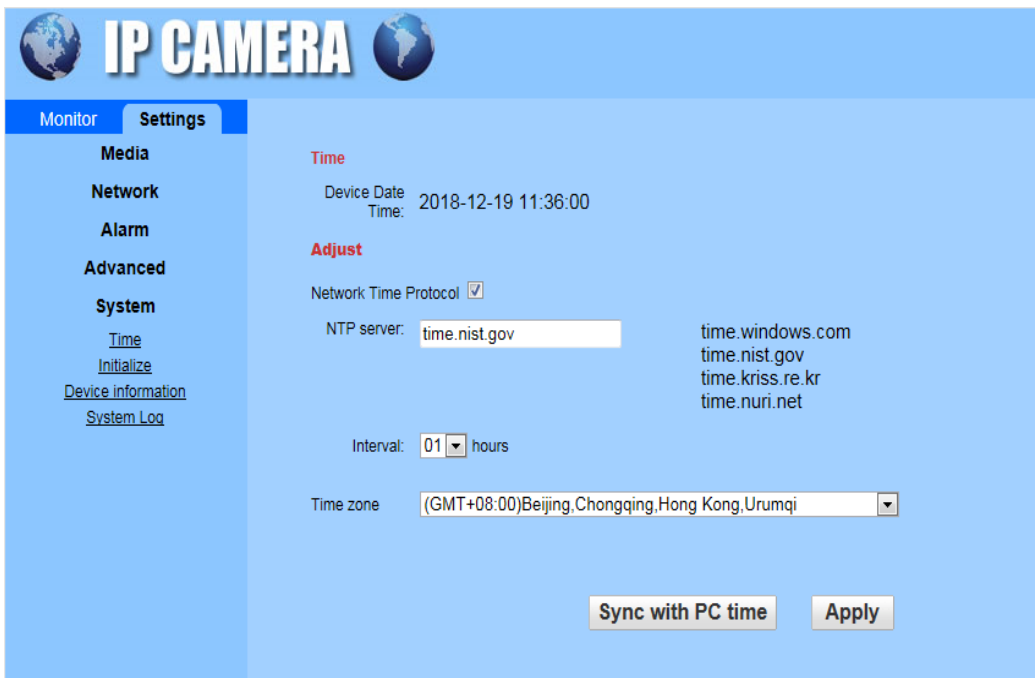 IP CAMERA
Monitor Settings
Media
Network
Alarm
Advanced
System
Time
Initialize
Device information
System Log
Time
Device Date
Time: 2018-12-19 11:36:00
Adjust
Network Time Protocol
NTP server: time.nist.gov
time.windows.com
time.nist.gov
time.kriss.re.kr
time.nuri.net
Interval: 01 hours
Time zone (GMT+08:00)Beijing,Chongqing,Hong Kong,Urumqi
Sync with PC time Apply